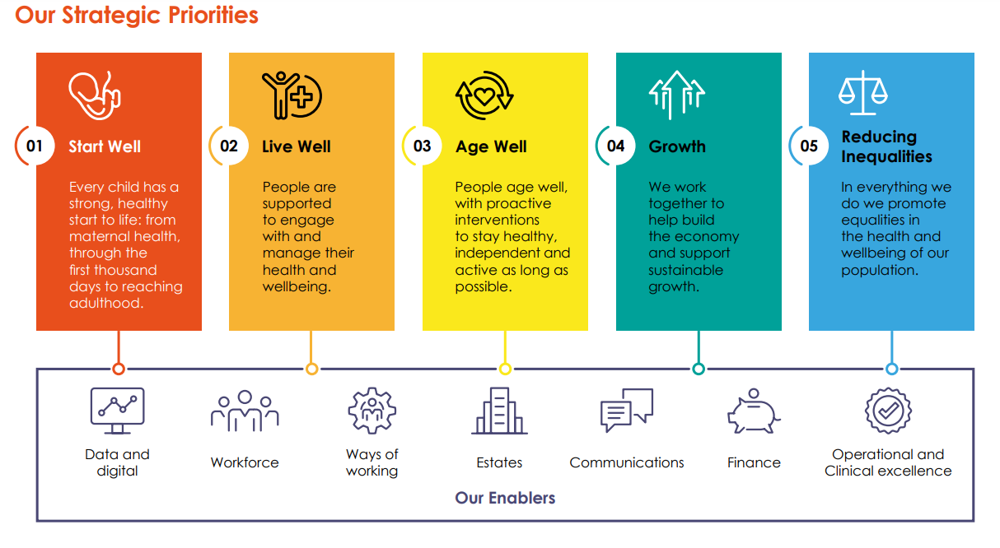 Our Strategic Priorities
01
Start Well
Every child has a
strong, healthy
start to life: from
maternal health,
through the
first thousand
days to reaching
adulthood.
02
Live Well
People are
supported
to engage
with and
manage their
health and
wellbeing.
03
Age Well
People age well,
with proactive
interventions
to stay healthy,
independent and
active as long as
possible.
04
Growth
We work
together to
help build
the economy
and support
sustainable
growth.
05
Reducing
Inequalities
In everything we
do we promote
equalities in
the health and
wellbeing of our
population.
Data and
digital
Workforce
Ways of
working
Estates
Communications
Finance
Operational and
Clinical excellence
Our Enablers